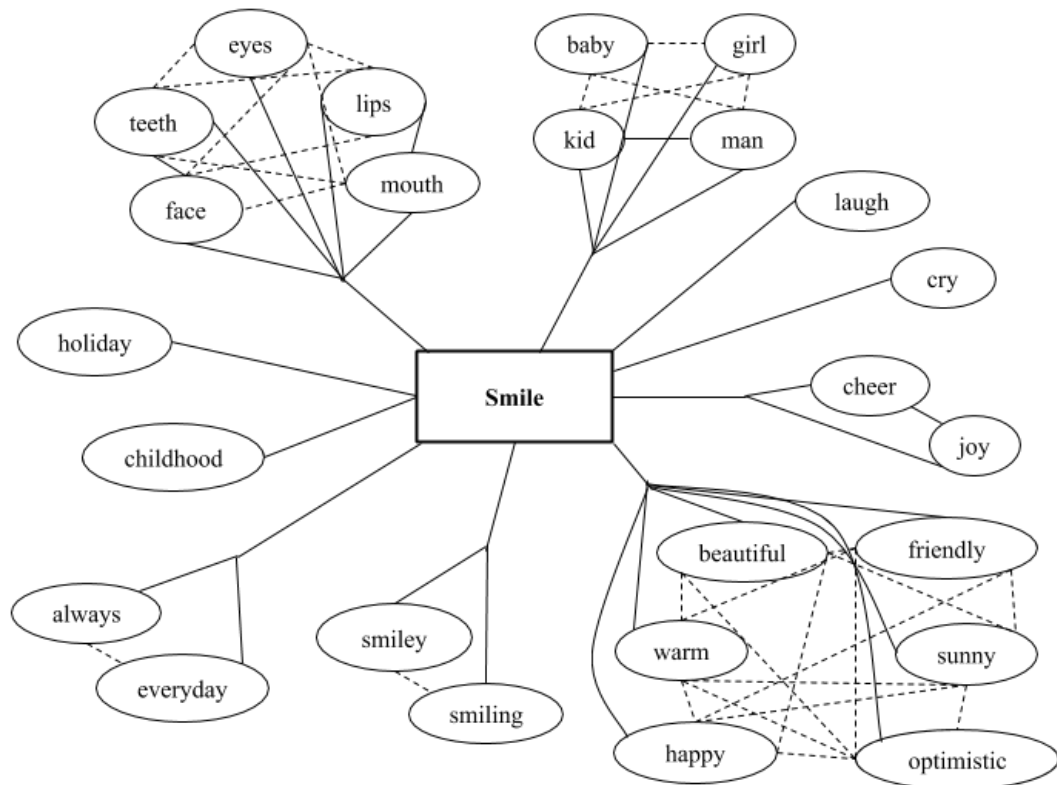 eyes
baby
girl
teeth
lips
kid
man
mouth
face
laugh
cry
holiday
Smile
cheer
joy
childhood
beautiful
friendly
always
smiley
warm
sunny
everyday
smiling
happy
optimistic